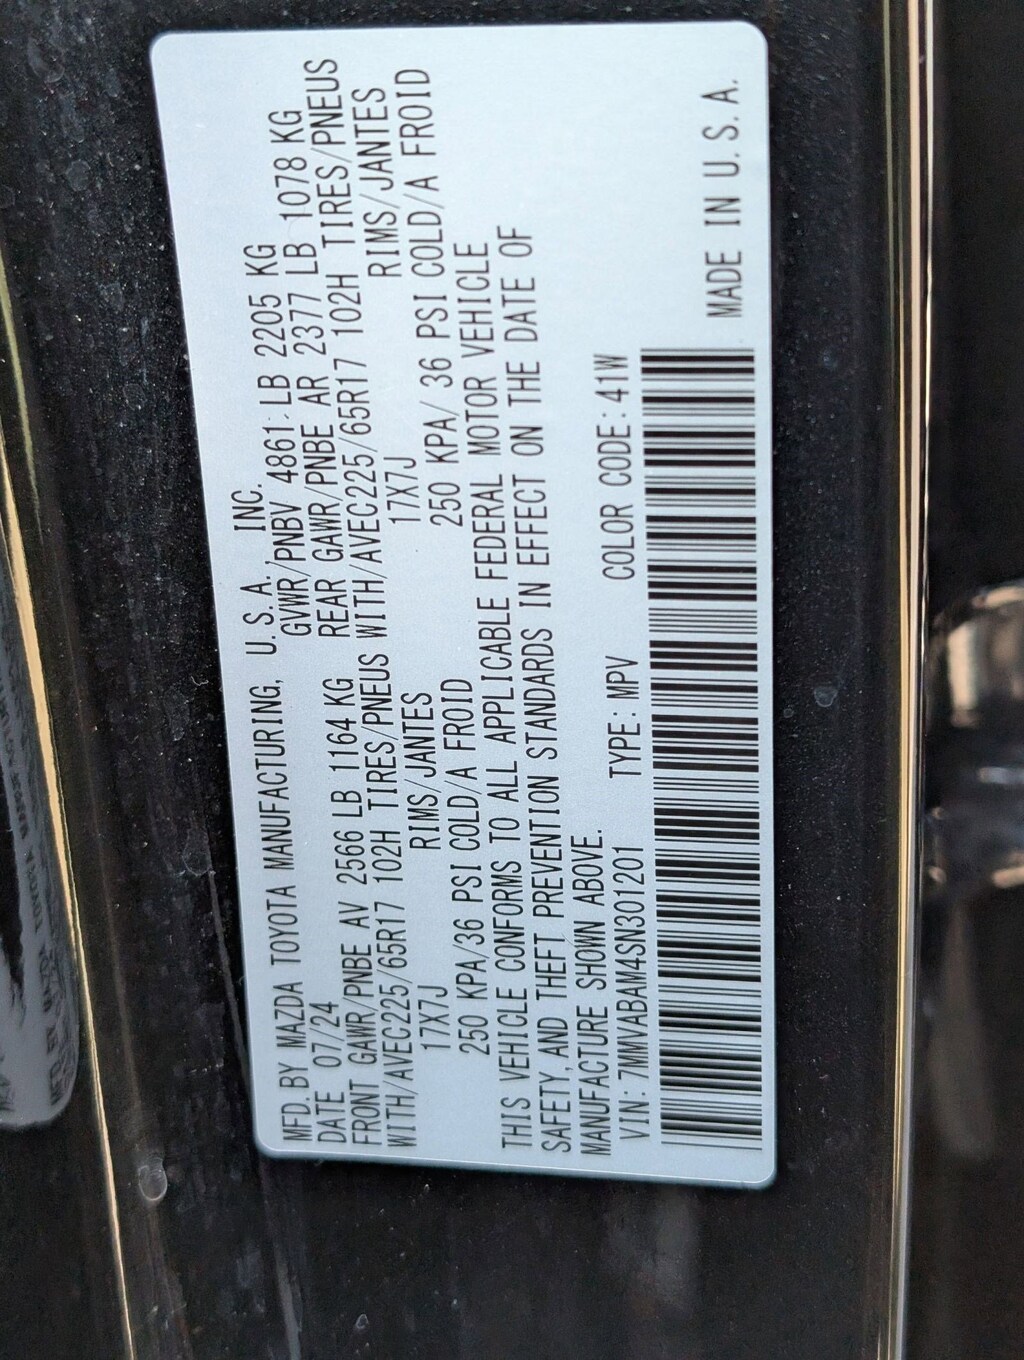 MFD. BY MAZDA TOYOTA MANUFACTURING, U.S.A., INC.
DATE 07/24 GVWR/PNBV 4861 LB 2205 KG
FRONT GAWR/PNBE AV 2566 LB 1164 KG REAR GAWR/PNBE AR 2377 LB 1078 KG
WITH/AVEC225/65R17 102H TIRES/PNEUS WITH/AVEC225/65R17 102H TIRES/PNEUS
17X7J RIMS/JANTES 17X7J RIMS/JANTES
250 KPA/36 PSI COLD/A FROID 250 KPA/ 36 PSI COLD/A FROID
THIS VEHICLE CONFORMS TO ALL APPLICABLE FEDERAL MOTOR VEHICLE
SAFETY, AND THEFT PREVENTION STANDARDS IN EFFECT ON THE DATE OF
MANUFACTURE SHOWN ABOVE.
VIN: 7MMVABAM4SN301201 TYPE: MPV COLOR CODE: 41W
MADE IN U.S.A.